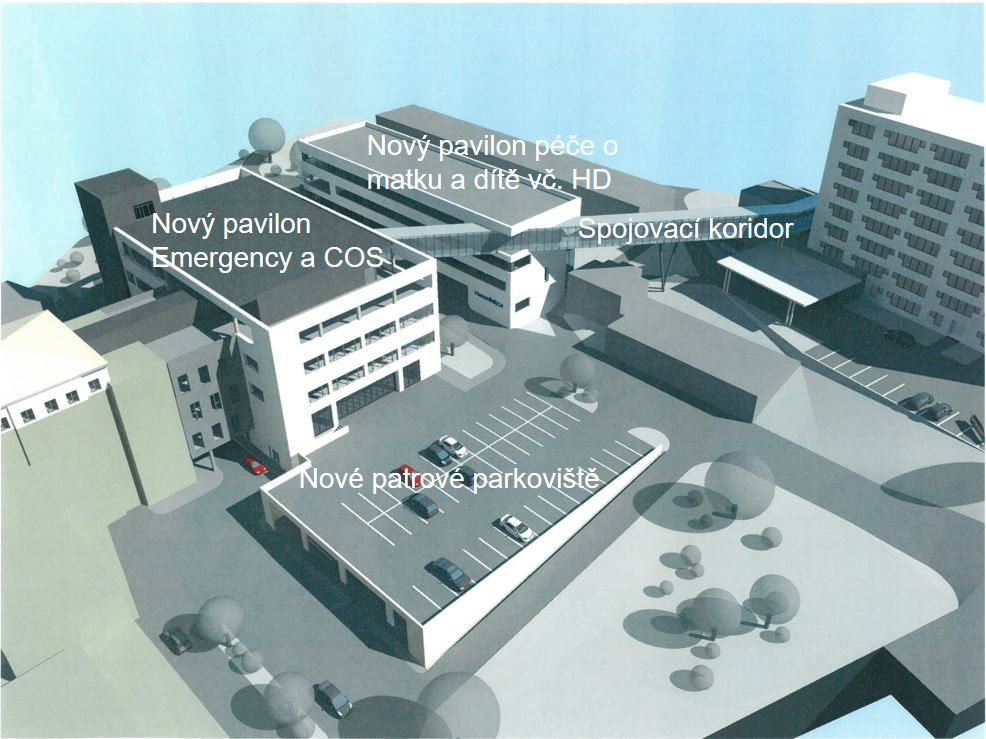 Nový pavilon péče o
matku a dítě vč. HD
Nový pavilon
Emergency a COS
Spojovací koridor
Nové patrové parkoviště